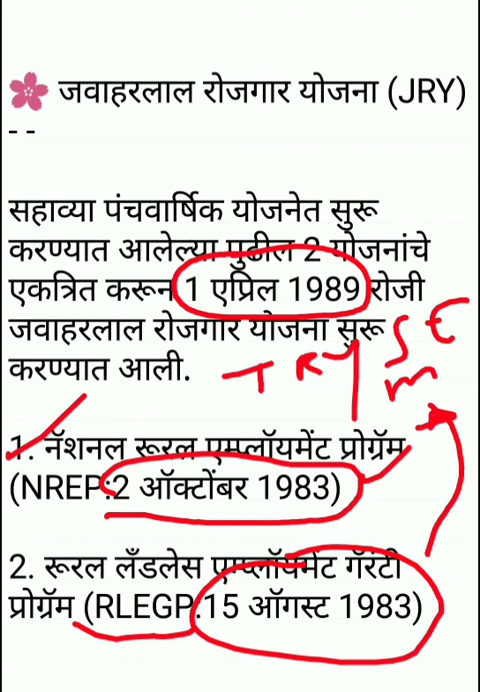 🌸 जवाहरलाल रोजगार योजना (JRY)
--
सहाव्या पंचवार्षिक योजनेत सुरू
करण्यात आलेल्या पुढील 2 योजनांचे
एकत्रित करून 1 एप्रिल 1989 रोजी
जवाहरलाल रोजगार योजना सुरू
करण्यात आली.
TRYSEM
1. नॅशनल रूरल एम्प्लॉयमेंट प्रोग्रॅम
(NREP:2 ऑक्टोंबर 1983)
2. रूरल लँडलेस एम्प्लॉयमेंट गॅरंटी
प्रोग्रॅम (RLEGP.15 ऑगस्ट 1983)